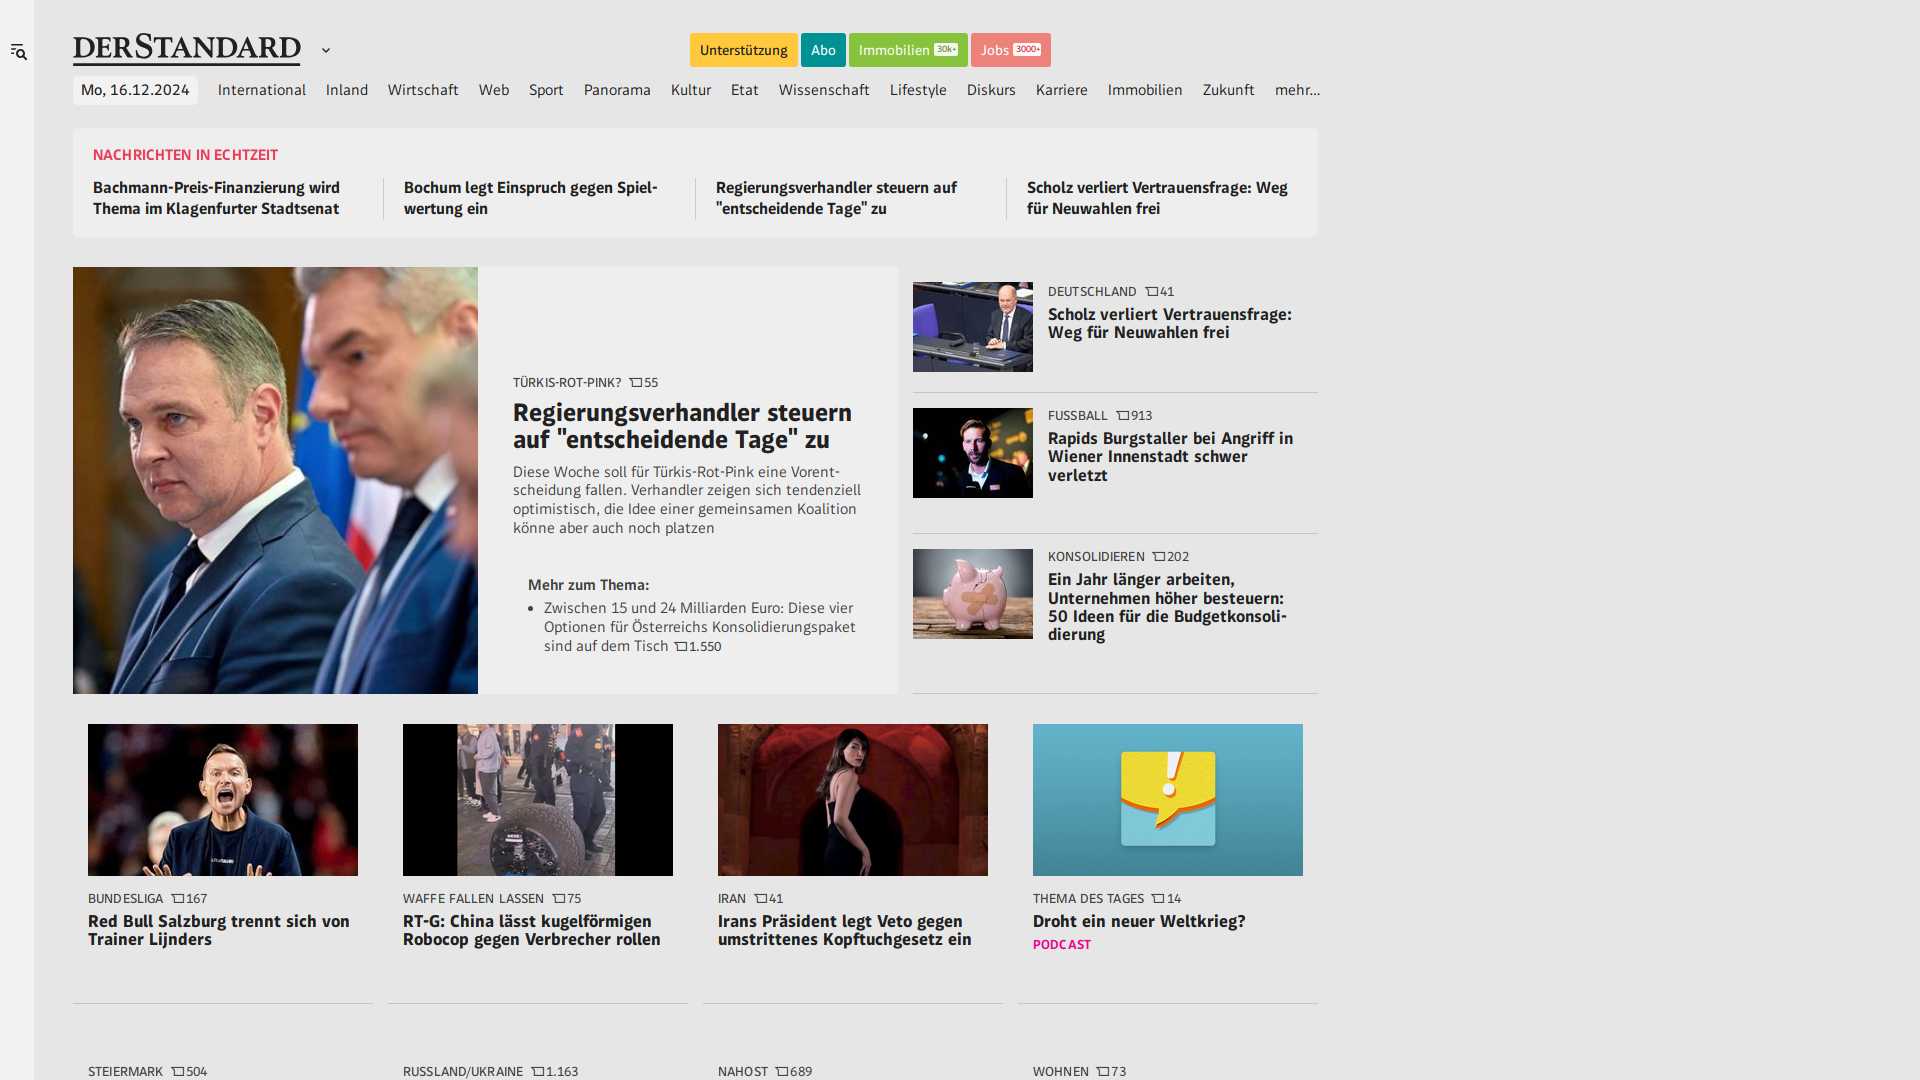 DERSTANDARD
Unterstützung
Abo
Immobilien 30k+
Jobs 3000+
Mo, 16.12.2024
International
Inland
Wirtschaft
Web
Sport
Panorama
Kultur
Etat
Wissenschaft
Lifestyle
Diskurs
Karriere
Immobilien
Zukunft
mehr...
NACHRICHTEN IN ECHTZEIT
Bachmann-Preis-Finanzierung wird
Thema im Klagenfurter Stadtsenat
Bochum legt Einspruch gegen Spiel-
wertung ein
Regierungsverhandler steuern auf
"entscheidende Tage" zu
Scholz verliert Vertrauensfrage: Weg
für Neuwahlen frei
TÜRKIS-ROT-PINK? 55
Regierungsverhandler steuern
auf "entscheidende Tage" zu
Diese Woche soll für Türkis-Rot-Pink eine Vorent-
scheidung fallen. Verhandler zeigen sich tendenziell
optimistisch, die Idee einer gemeinsamen Koalition
könne aber auch noch platzen
Mehr zum Thema:
• Zwischen 15 und 24 Milliarden Euro: Diese vier
Optionen für Österreichs Konsolidierungspaket
sind auf dem Tisch 1.550
DEUTSCHLAND 41
Scholz verliert Vertrauensfrage:
Weg für Neuwahlen frei
FUSSBALL 913
Rapids Burgstaller bei Angriff in
Wiener Innenstadt schwer
verletzt
KONSOLIDIEREN 202
Ein Jahr länger arbeiten,
Unternehmen höher besteuern:
50 Ideen für die Budgetkonsoli-
dierung
BUNDESLIGA 167
Red Bull Salzburg trennt sich von
Trainer Lijnders
WAFFE FALLEN LASSEN 75
RT-G: China lässt kugelförmigen
Robocop gegen Verbrecher rollen
IRAN 41
Irans Präsident legt Veto gegen
umstrittenes Kopftuchgesetz ein
THEMA DES TAGES 14
Droht ein neuer Weltkrieg?
PODCAST
STEIERMARK 504
RUSSLAND/UKRAINE 1.163
NAHOST 689
WOHNEN 73